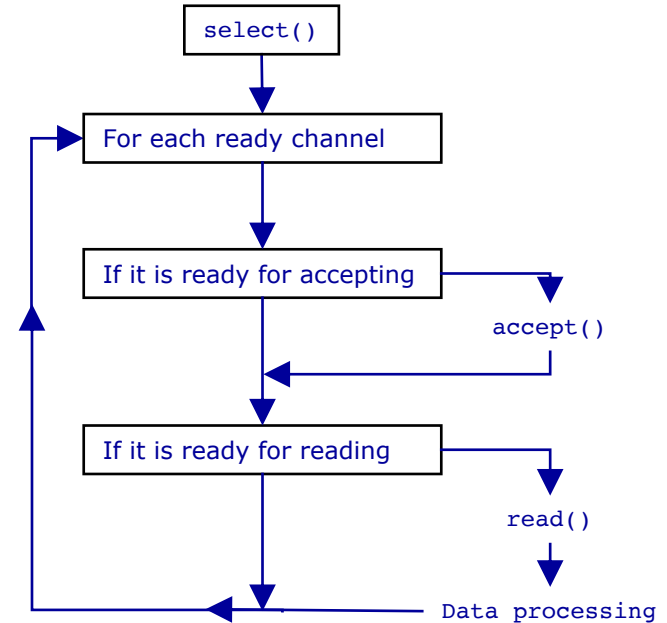 select()
For each ready channel
If it is ready for accepting
accept()
If it is ready for reading
read()
Data processing